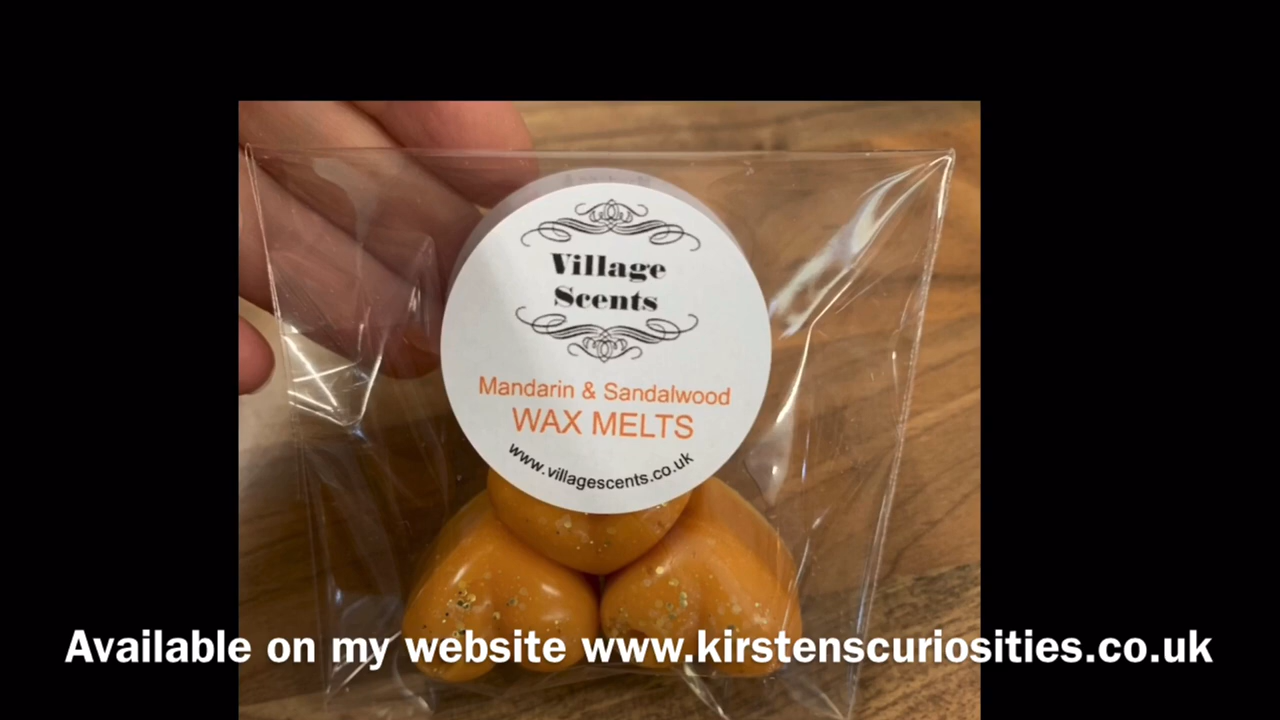 Village
Scents
Mandarin & Sandalwood
WAX MELTS
www.villagescents.co.uk
Available on my website www.kirstenscuriosities.co.uk